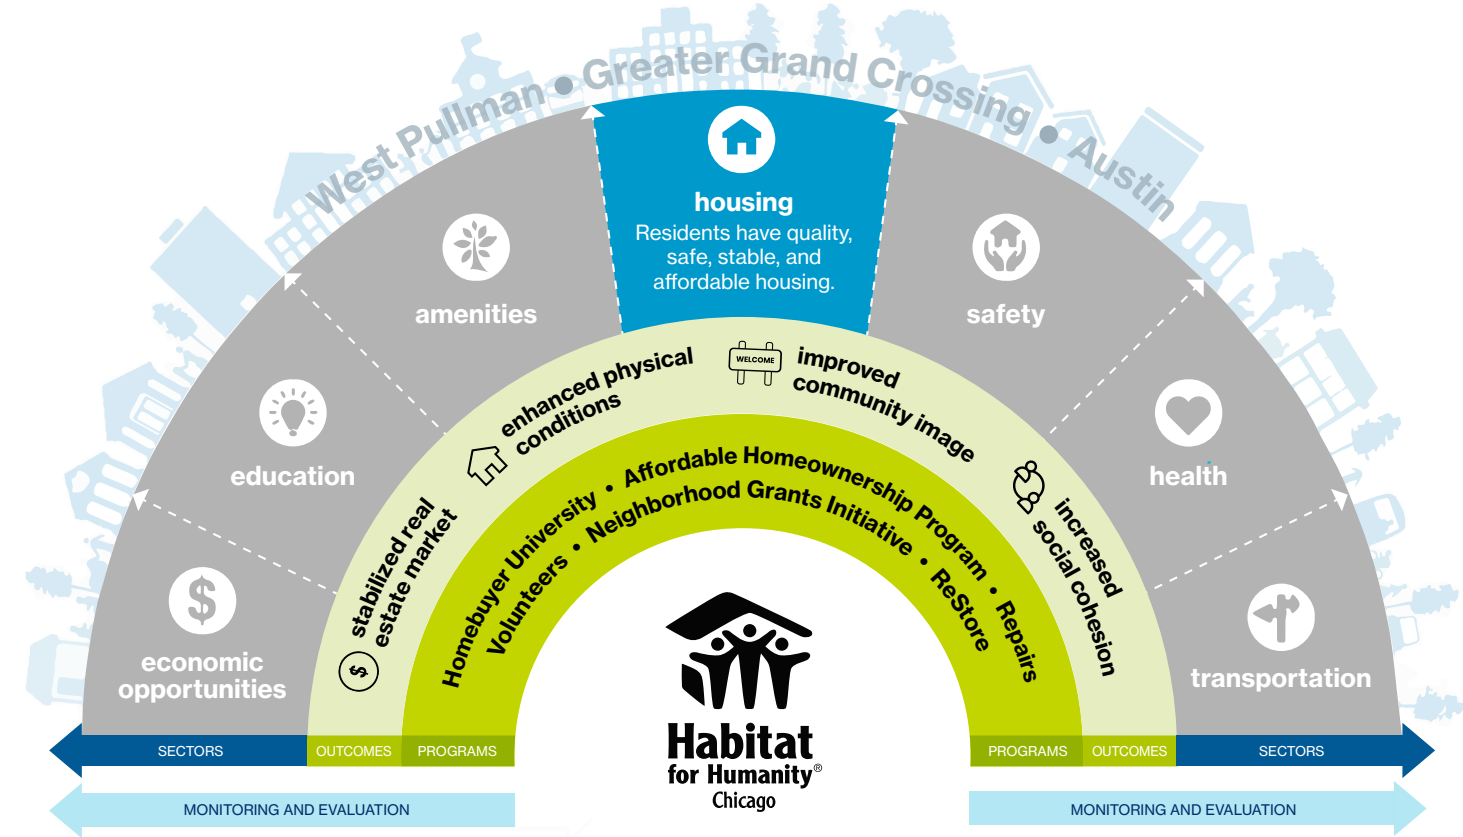 West Pullman • Greater Grand Crossing • Austin
housing
Residents have quality,
safe, stable, and
affordable housing.
amenities
safety
education
health
economic
opportunities
transportation
stabilized real
estate market
$
enhanced physical
conditions
WELCOME
improved
community image
increased
social cohesion
Homebuyer University • Affordable Homeownership Program • Repairs
Volunteers • Neighborhood Grants Initiative • ReStore
$
Habitat
for Humanity®
Chicago
SECTORS
OUTCOMES
PROGRAMS
PROGRAMS
OUTCOMES
SECTORS
MONITORING AND EVALUATION
MONITORING AND EVALUATION